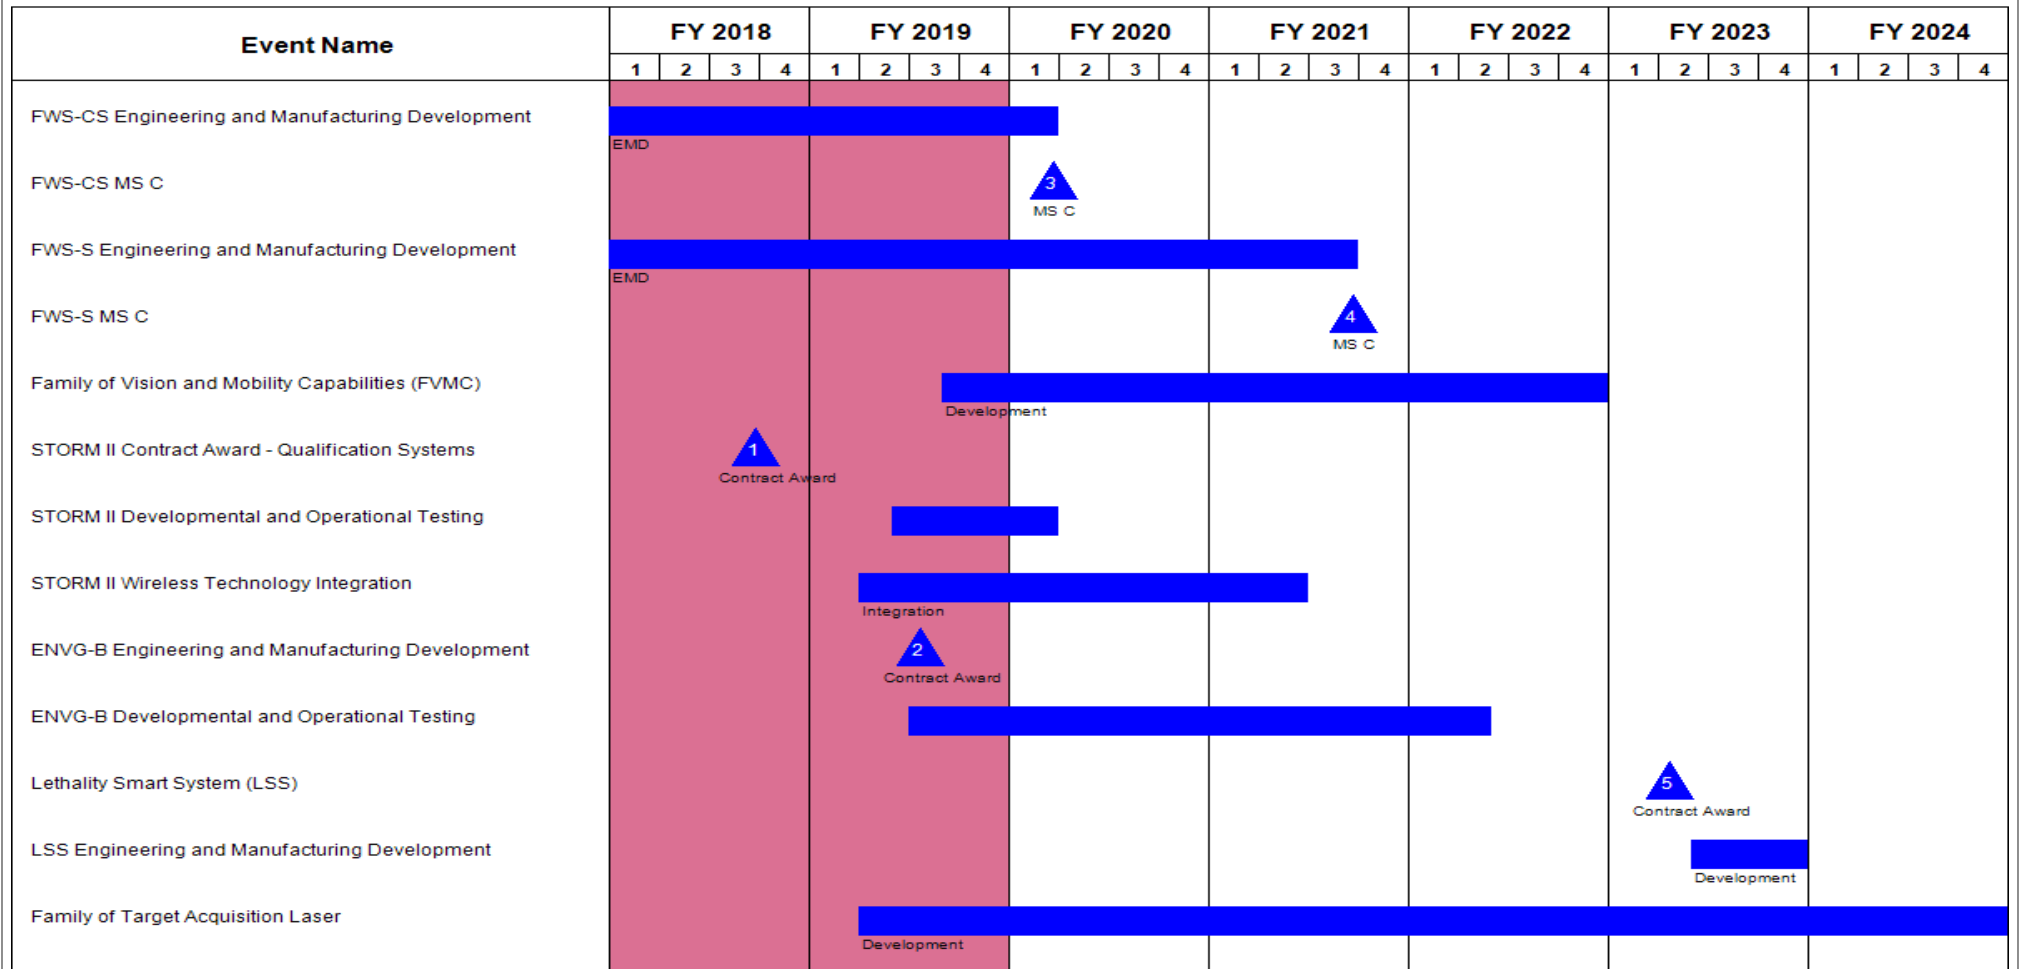 Event Name
FY 2018 FY 2019 FY 2020 FY 2021 FY 2022 FY 2023 FY 2024
1 2 3 4 1 2 3 4 1 2 3 4 1 2 3 4 1 2 3 4 1 2 3 4 1 2 3 4
FWS-CS Engineering and Manufacturing Development
EMD
FWS-CS MS C
3
MS C
FWS-S Engineering and Manufacturing Development
EMD
FWS-S MS C
4
MS C
Family of Vision and Mobility Capabilities (FVMC)
Development
STORM II Contract Award - Qualification Systems
1
Contract Award
STORM II Developmental and Operational Testing
STORM II Wireless Technology Integration
Integration
ENVG-B Engineering and Manufacturing Development
2
Contract Award
ENVG-B Developmental and Operational Testing
Lethality Smart System (LSS)
5
Contract Award
LSS Engineering and Manufacturing Development
Development
Family of Target Acquisition Laser
Development